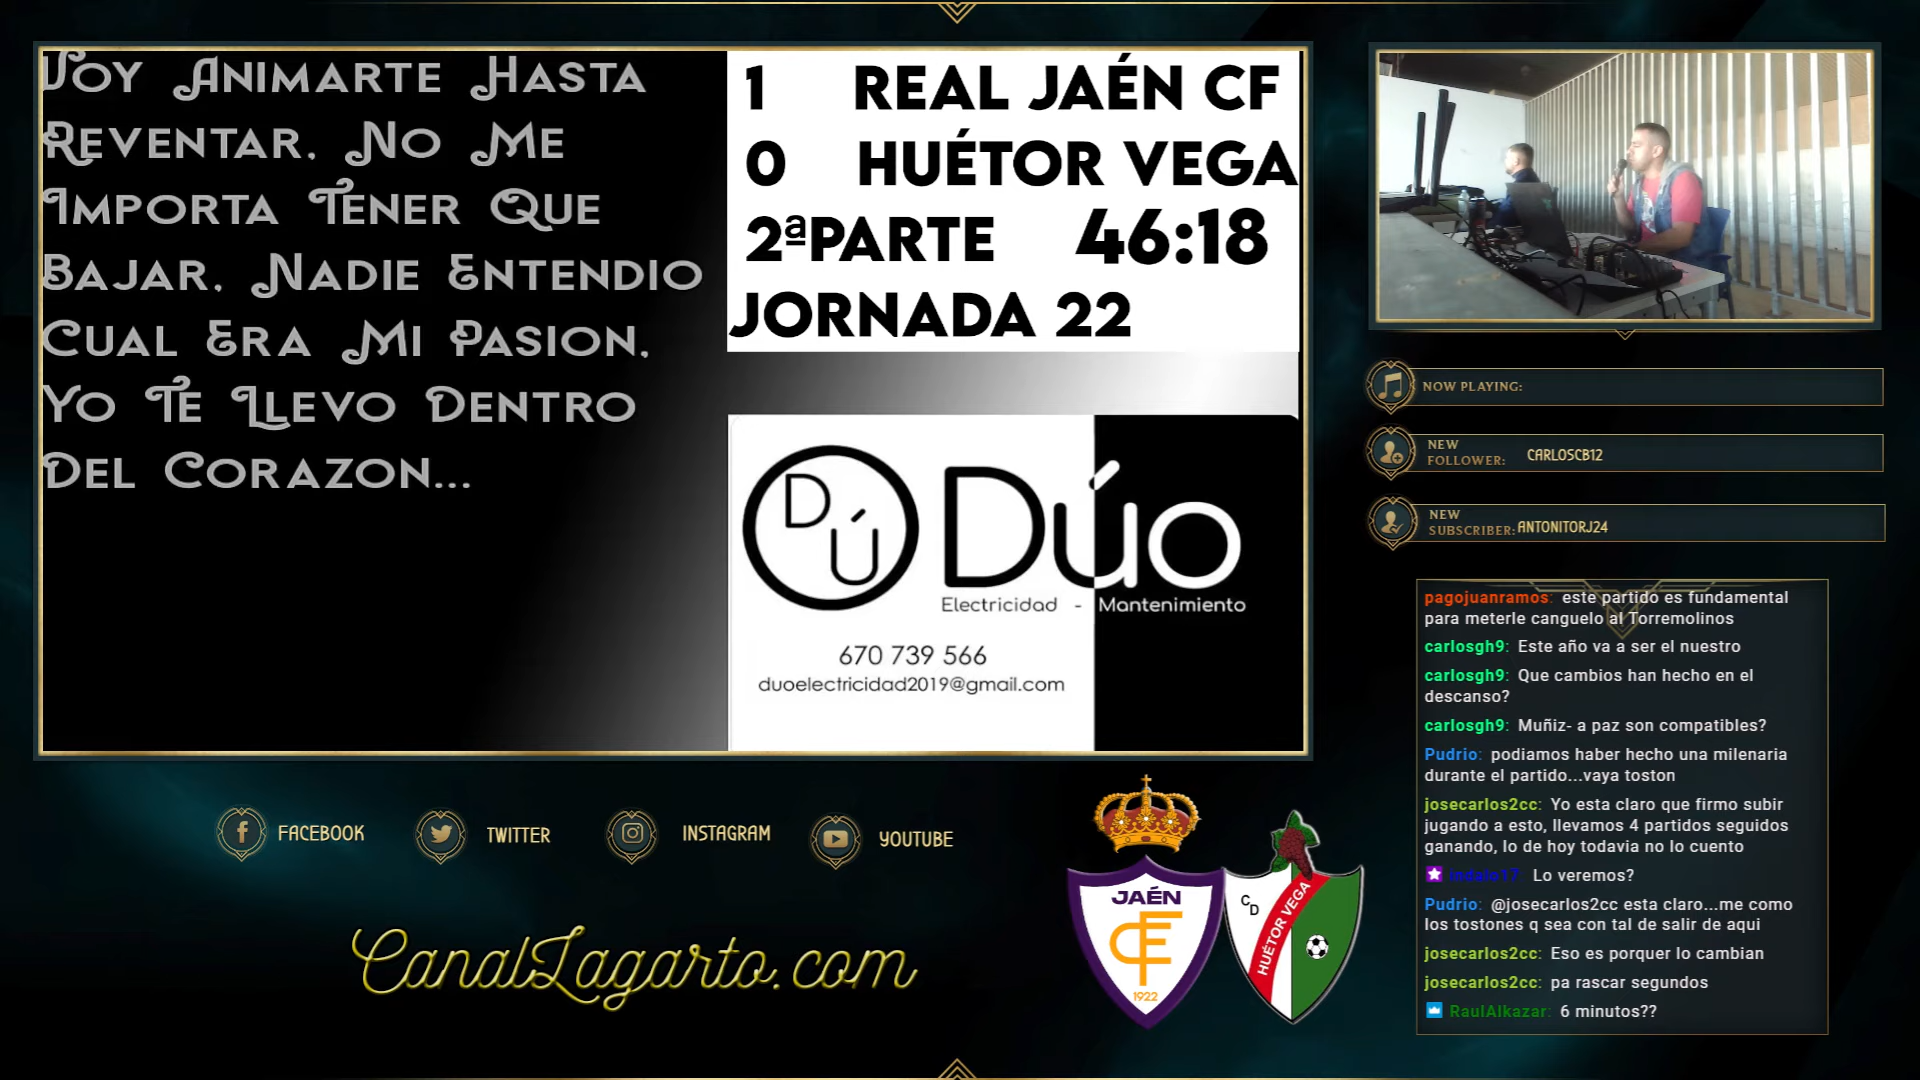 Voy Animarte Hasta
Reventar. No Me
Importa Tener Que
Bajar. Nadie Entendio
Cual Era Mi Pasion.
Yo Te Llevo Dentro
Del Corazon...
1 REAL JAÉN CF
0 HUÉTOR VEGA
2ªPARTE 46:18
JORNADA 22
DÚ Dúo
Electricidad - Mantenimiento
670 739 566
duoelectricidad2019@gmail.com
NOW PLAYING:
NEW
FOLLOWER: CARLOSCB12
NEW
SUBSCRIBER: ANTONITORJ24
pagojuanramos: este partido es fundamental
para meterle canguelo al Torremolinos
carlosgh9: Este año va a ser el nuestro
carlosgh9: Que cambios han hecho en el
descanso?
carlosgh9: Muñiz- a paz son compatibles?
Pudrio: podiamos haber hecho una milenaria
durante el partido...vaya toston
josecarlos2cc: Yo esta claro que firmo subir
jugando a esto, llevamos 4 partidos seguidos
ganando, lo de hoy todavia no lo cuento
indalo17: Lo veremos?
Pudrio: @josecarlos2cc esta claro...me como
los tostones q sea con tal de salir de aqui
josecarlos2cc: Eso es porquer lo cambian
josecarlos2cc: pa rascar segundos
RaulAlkazar: 6 minutos??
FACEBOOK
TWITTER
INSTAGRAM
YOUTUBE
CanalLagarto.com
JAÉN
CF
1922
CD
HUÉTOR VEGA